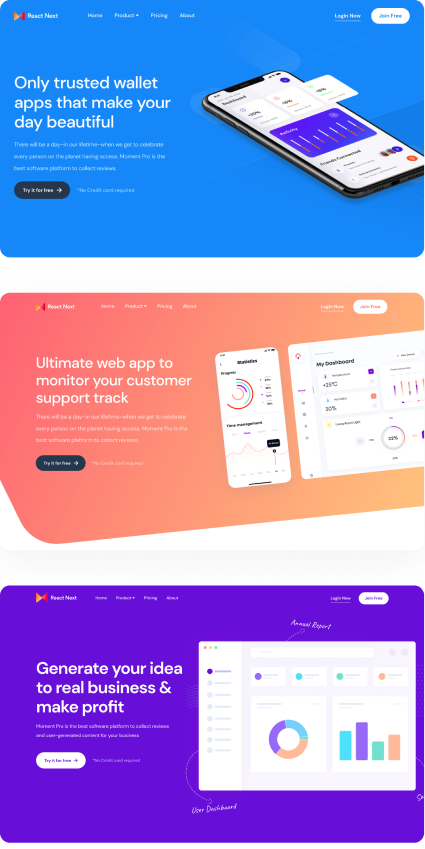 React Next
Home Product Pricing About
Login Now
Join Free
Only trusted wallet
apps that make your
day beautiful
There will be a day-in our lifetime-when we get to celebrate
every person on the planet having access. Moment Pro is the
best software platform to collect reviews.
Try it for free →
*No Credit card required
Dashboard
Activity
Friends Connected
React Next
Home Product Pricing About
Login Now
Join Free
Ultimate web app to
monitor your customer
support track
There will be a day-in our lifetime-when we get to celebrate
every person on the planet having access. Moment Pro is the
best software platform to collect reviews
Try it for free →
*No credit card required
Statistics
Progress
Time management
My Dashboard
+25°C
30%
32%
React Next
Home Product Pricing About
Login Now
Join Free
Generate your idea
to real business &
make profit
Moment Pro is the best software platform to collect reviews
and user-generated content for your business
Try it for free →
*No credit card required
Annual Report
User Dashboard